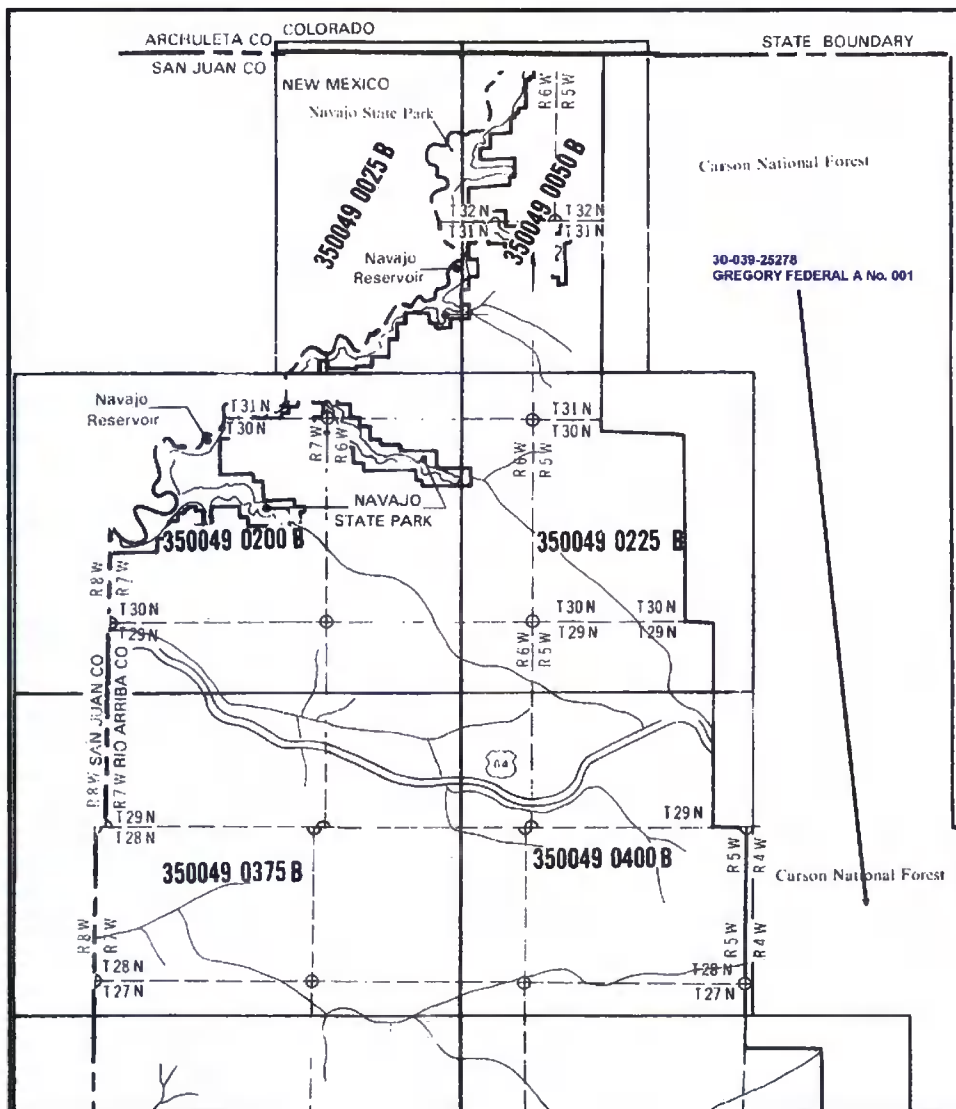 ARCHULETA CO
COLORADO
STATE BOUNDARY
SAN JUAN CO
NEW MEXICO
Navajo State Park
R6W
R5W
350049 0025 B
350049 0050 B
Carson National Forest
T32N
T31N
T32N
T31N
Navajo
Reservoir
30-039-25278
GREGORY FEDERAL A No. 001
Navajo
Reservoir
T31N
T30N
R7W
R6W
T31N
T30N
R6W
R5W
NAVAJO
STATE PARK
350049 0200 B
350049 0225 B
R8W
R7W
T30N
T29N
T30N
T29N
T30N
T29N
R6W
R5W
R8W SAN JUAN CO
R7W RIO ARRIBA CO
64
T29N
T28N
T29N
350049 0375 B
350049 0400 B
R5W
R4W
Carson National Forest
R8W
R7W
R5W
R4W
T28N
T27N
T28N
T27N